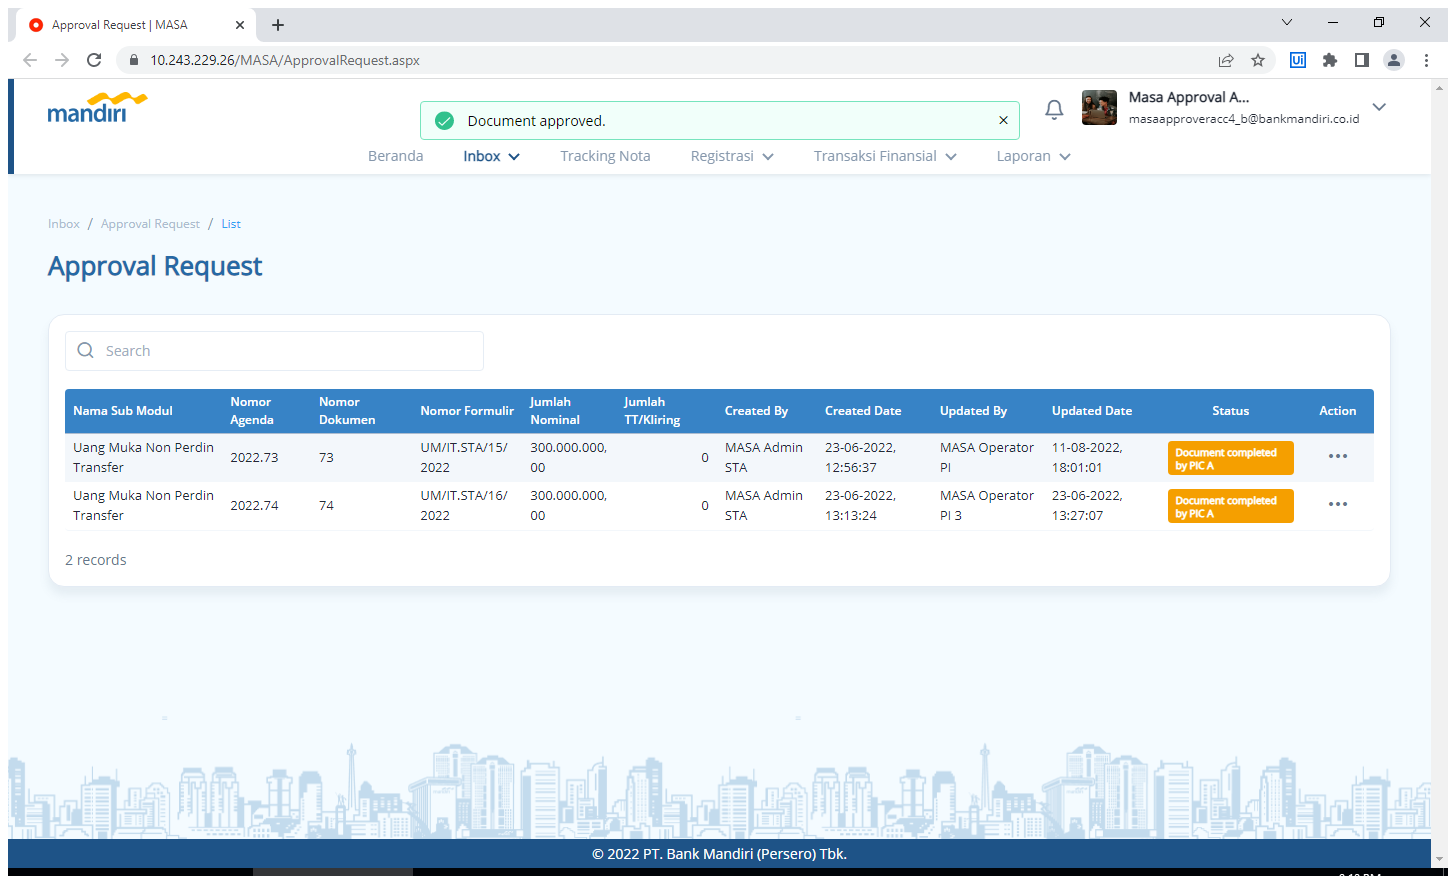 Approval Request | MASA
10.243.229.26/MASA/ApprovalRequest.aspx
Ui
mandiri
Document approved.
Masa Approval A...
masaapproveracc4_b@bankmandiri.co.id
Beranda
Inbox
Tracking Nota
Registrasi
Transaksi Finansial
Laporan
Inbox / Approval Request / List
Approval Request
Search
Nama Sub Modul
Nomor
Agenda
Nomor
Dokumen
Nomor Formulir
Jumlah
Nominal
Jumlah
TT/Kliring
Created By
Created Date
Updated By
Updated Date
Status
Action
Uang Muka Non Perdin
Transfer
2022.73
73
UM/IT.STA/15/
2022
300.000.000,
00
0
MASA Admin
STA
23-06-2022,
12:56:37
MASA Operator
PI
11-08-2022,
18:01:01
Document completed
by PIC A
Uang Muka Non Perdin
Transfer
2022.74
74
UM/IT.STA/16/
2022
300.000.000,
00
0
MASA Admin
STA
23-06-2022,
13:13:24
MASA Operator
PI 3
23-06-2022,
13:27:07
Document completed
by PIC A
2 records
© 2022 PT. Bank Mandiri (Persero) Tbk.